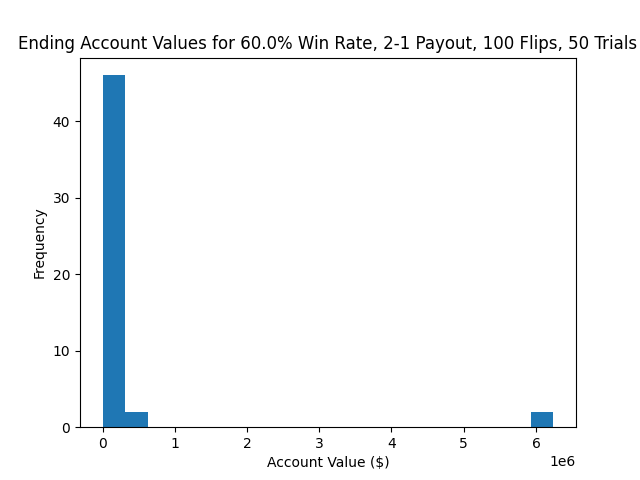 Ending Account Values for 60.0% Win Rate, 2-1 Payout, 100 Flips, 50 Trials
40
30
20
10
0
Frequency
0 1 2 3 4 5 6
1e6
Account Value ($)